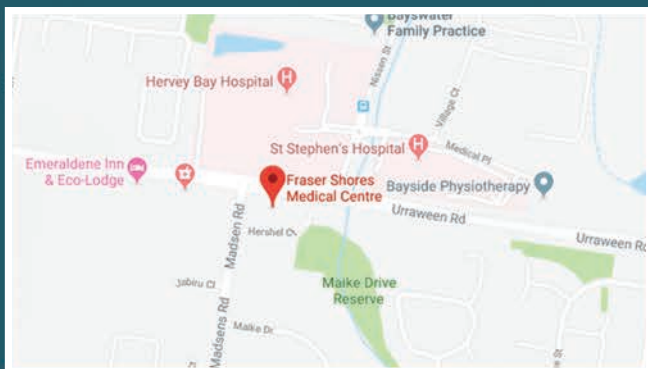 Bayswater
Family Practice
Nissen St
Hervey Bay Hospital
H
Village Ct
St Stephen's Hospital
H
Medical Pl
Emeraldene Inn
& Eco-Lodge
Fraser Shores
Medical Centre
Bayside Physiotherapy
Urraween Rd
Urraween Rd
Madsen Rd
Hershel Ct
Jabiru Cl
Maike Drive
Reserve
Madsens Rd
Maike Dr